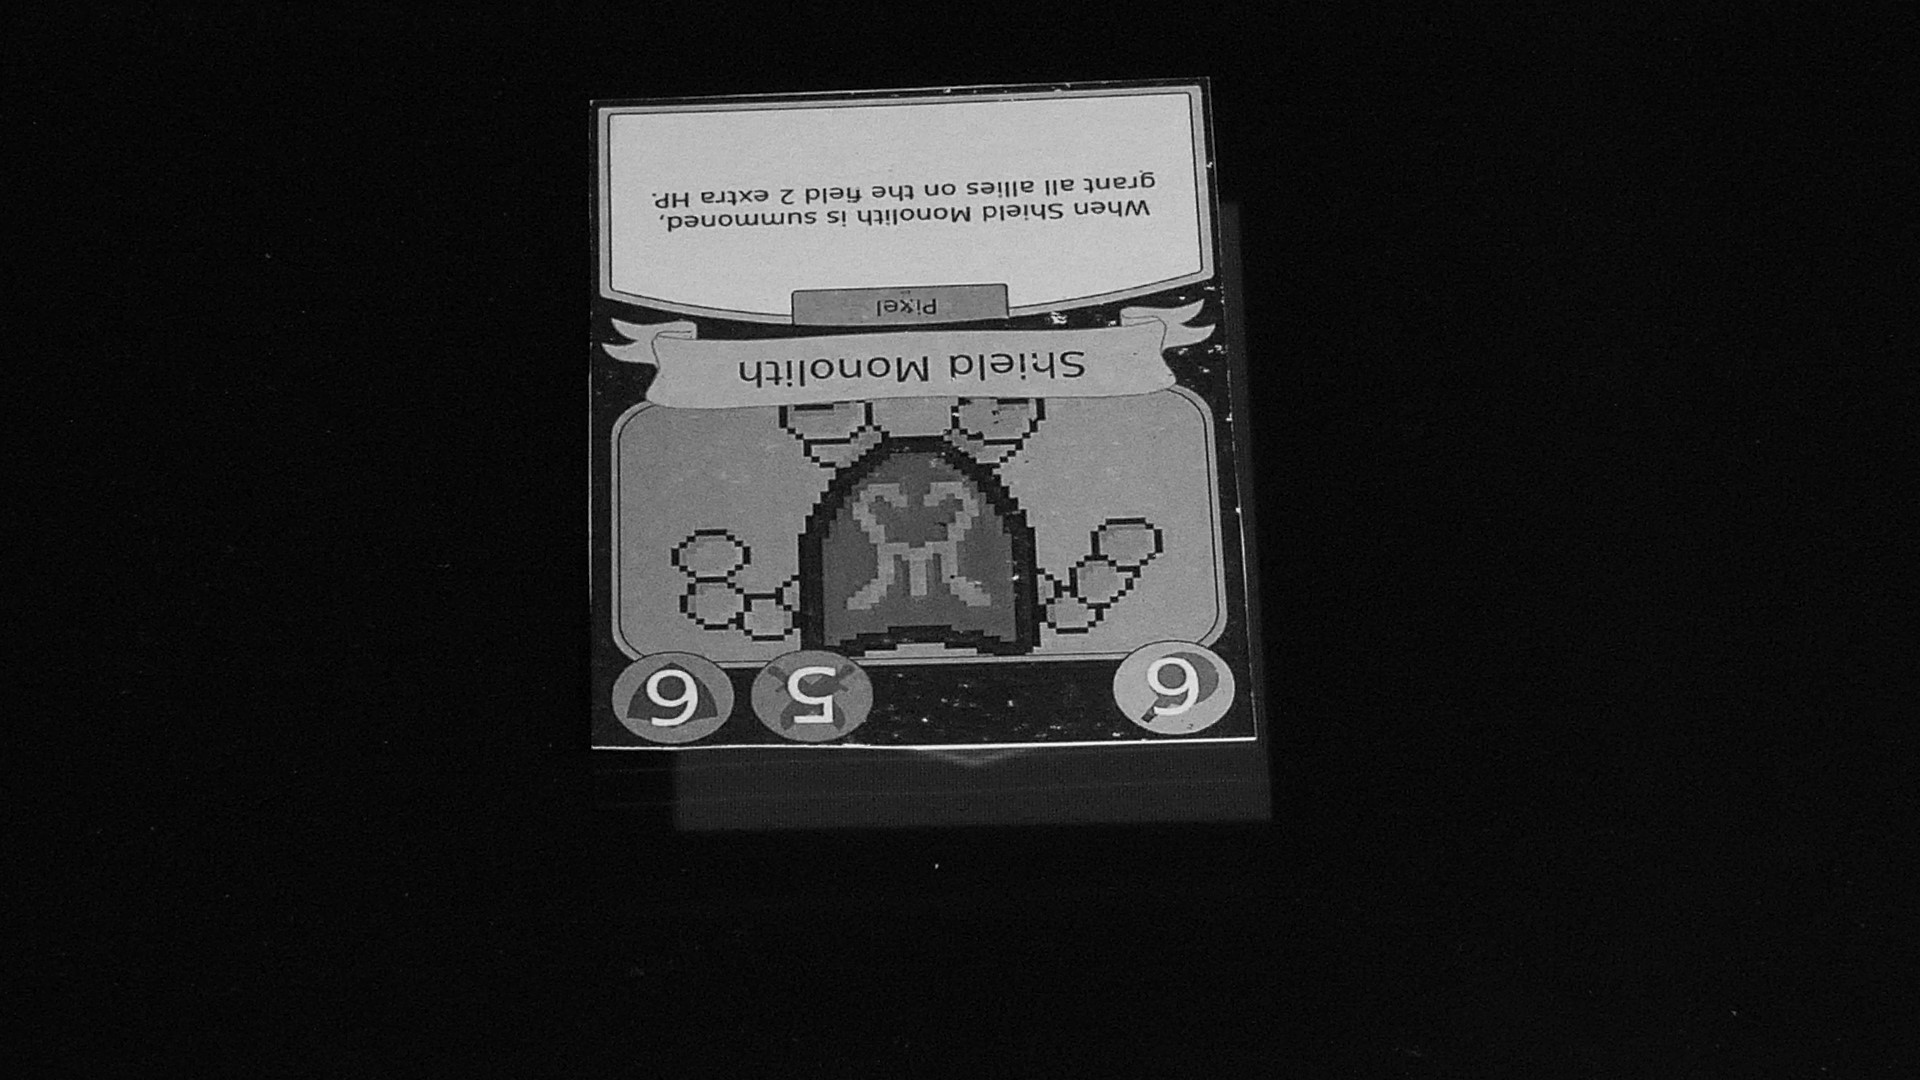 6 5 6
Shield Monolith
Pixel
When Shield Monolith is summoned,
grant all allies on the field 2 extra HP.